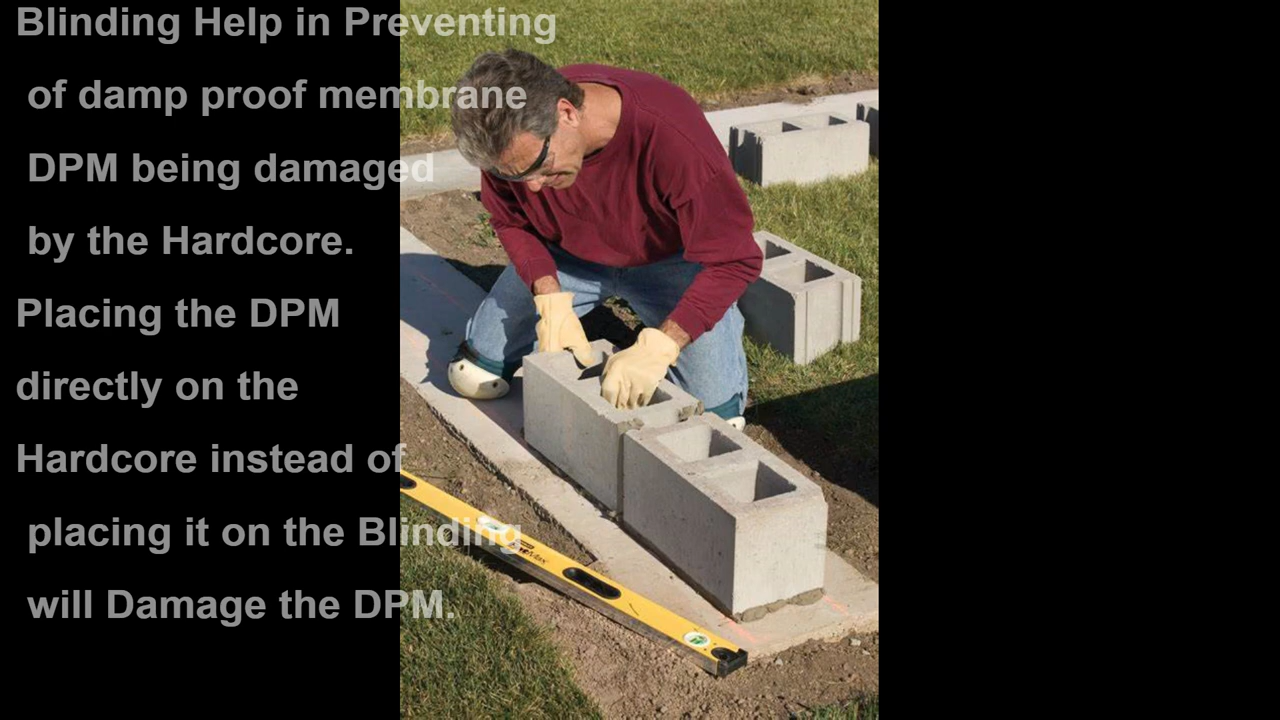 Blinding Help in Preventing
of damp proof membrane
DPM being damaged
by the Hardcore.
Placing the DPM
directly on the
Hardcore instead of
placing it on the Blinding
will Damage the DPM.